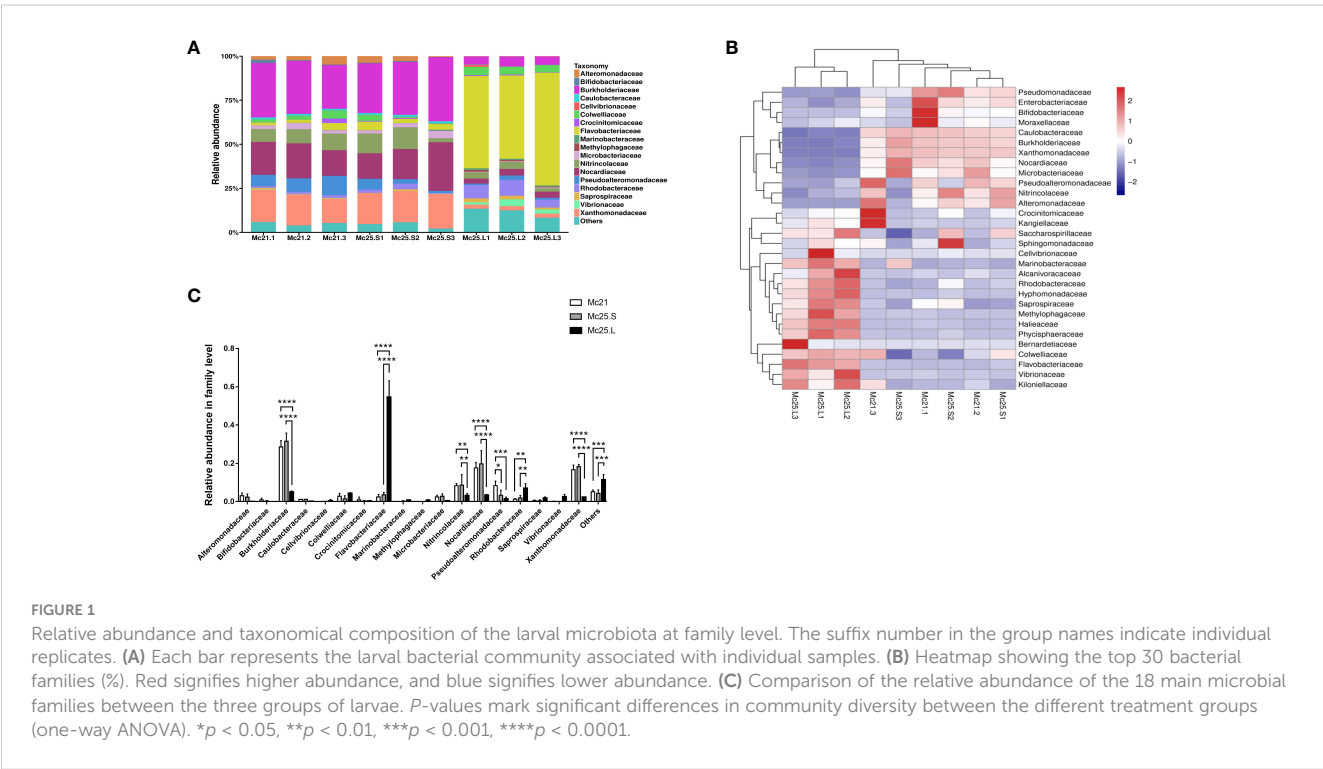 A
100%
75%
50%
25%
0%
Relative abundance
Mc21.1 Mc21.2 Mc21.3 Mc25.S1 Mc25.S2 Mc25.S3 Mc25.L1 Mc25.L2 Mc25.L3
Taxonomy
Alteromonadaceae
Bifidobacteriaceae
Burkholderiaceae
Caulobacteraceae
Cellvibrionaceae
Colwelliaceae
Crocinitomicaceae
Flavobacteriaceae
Marinobacteraceae
Methylophagaceae
Microbacteriaceae
Nitrincolaceae
Nocardiaceae
Pseudoalteromonadaceae
Rhodobacteraceae
Saprospiraceae
Vibrionaceae
Xanthomonadaceae
Others
B
Pseudomonadaceae
Enterobacteriaceae
Bifidobacteriaceae
Moraxellaceae
Caulobacteraceae
Burkholderiaceae
Xanthomonadaceae
Nocardiaceae
Microbacteriaceae
Pseudoalteromonadaceae
Nitrincolaceae
Alteromonadaceae
Crocinitomicaceae
Kangiellaceae
Saccharospirillaceae
Sphingomonadaceae
Cellvibrionaceae
Marinobacteraceae
Alcanivoracaceae
Rhodobacteraceae
Hyphomonadaceae
Saprospiraceae
Methylophagaceae
Halieaceae
Phycisphaeraceae
Bernardetiaceae
Colwelliaceae
Flavobacteriaceae
Vibrionaceae
Kiloniellaceae
2
1
0
-1
-2
Mc25.L3 Mc25.L1 Mc25.L2 Mc21.3 Mc25.S3 Mc21.1 Mc25.S2 Mc21.2 Mc25.S1
C
Mc21
Mc25.S
Mc25.L
Relative abundance in family level
0.8
0.6
0.4
0.2
0.0
****
****
****
****
**
**
****
****
***
*
**
**
****
****
***
***
Alteromonadaceae
Bifidobacteriaceae
Burkholderiaceae
Caulobacteraceae
Cellvibrionaceae
Colwelliaceae
Crocinitomicaceae
Flavobacteriaceae
Marinobacteraceae
Methylophagaceae
Microbacteriaceae
Nitrincolaceae
Nocardiaceae
Pseudoalteromonadaceae
Rhodobacteraceae
Saprospiraceae
Vibrionaceae
Xanthomonadaceae
Others
FIGURE 1
Relative abundance and taxonomical composition of the larval microbiota at family level. The suffix number in the group names indicate individual
replicates. (A) Each bar represents the larval bacterial community associated with individual samples. (B) Heatmap showing the top 30 bacterial
families (%). Red signifies higher abundance, and blue signifies lower abundance. (C) Comparison of the relative abundance of the 18 main microbial
families between the three groups of larvae. P-values mark significant differences in community diversity between the different treatment groups
(one-way ANOVA). *p < 0.05, **p < 0.01, ***p < 0.001, ****p < 0.0001.